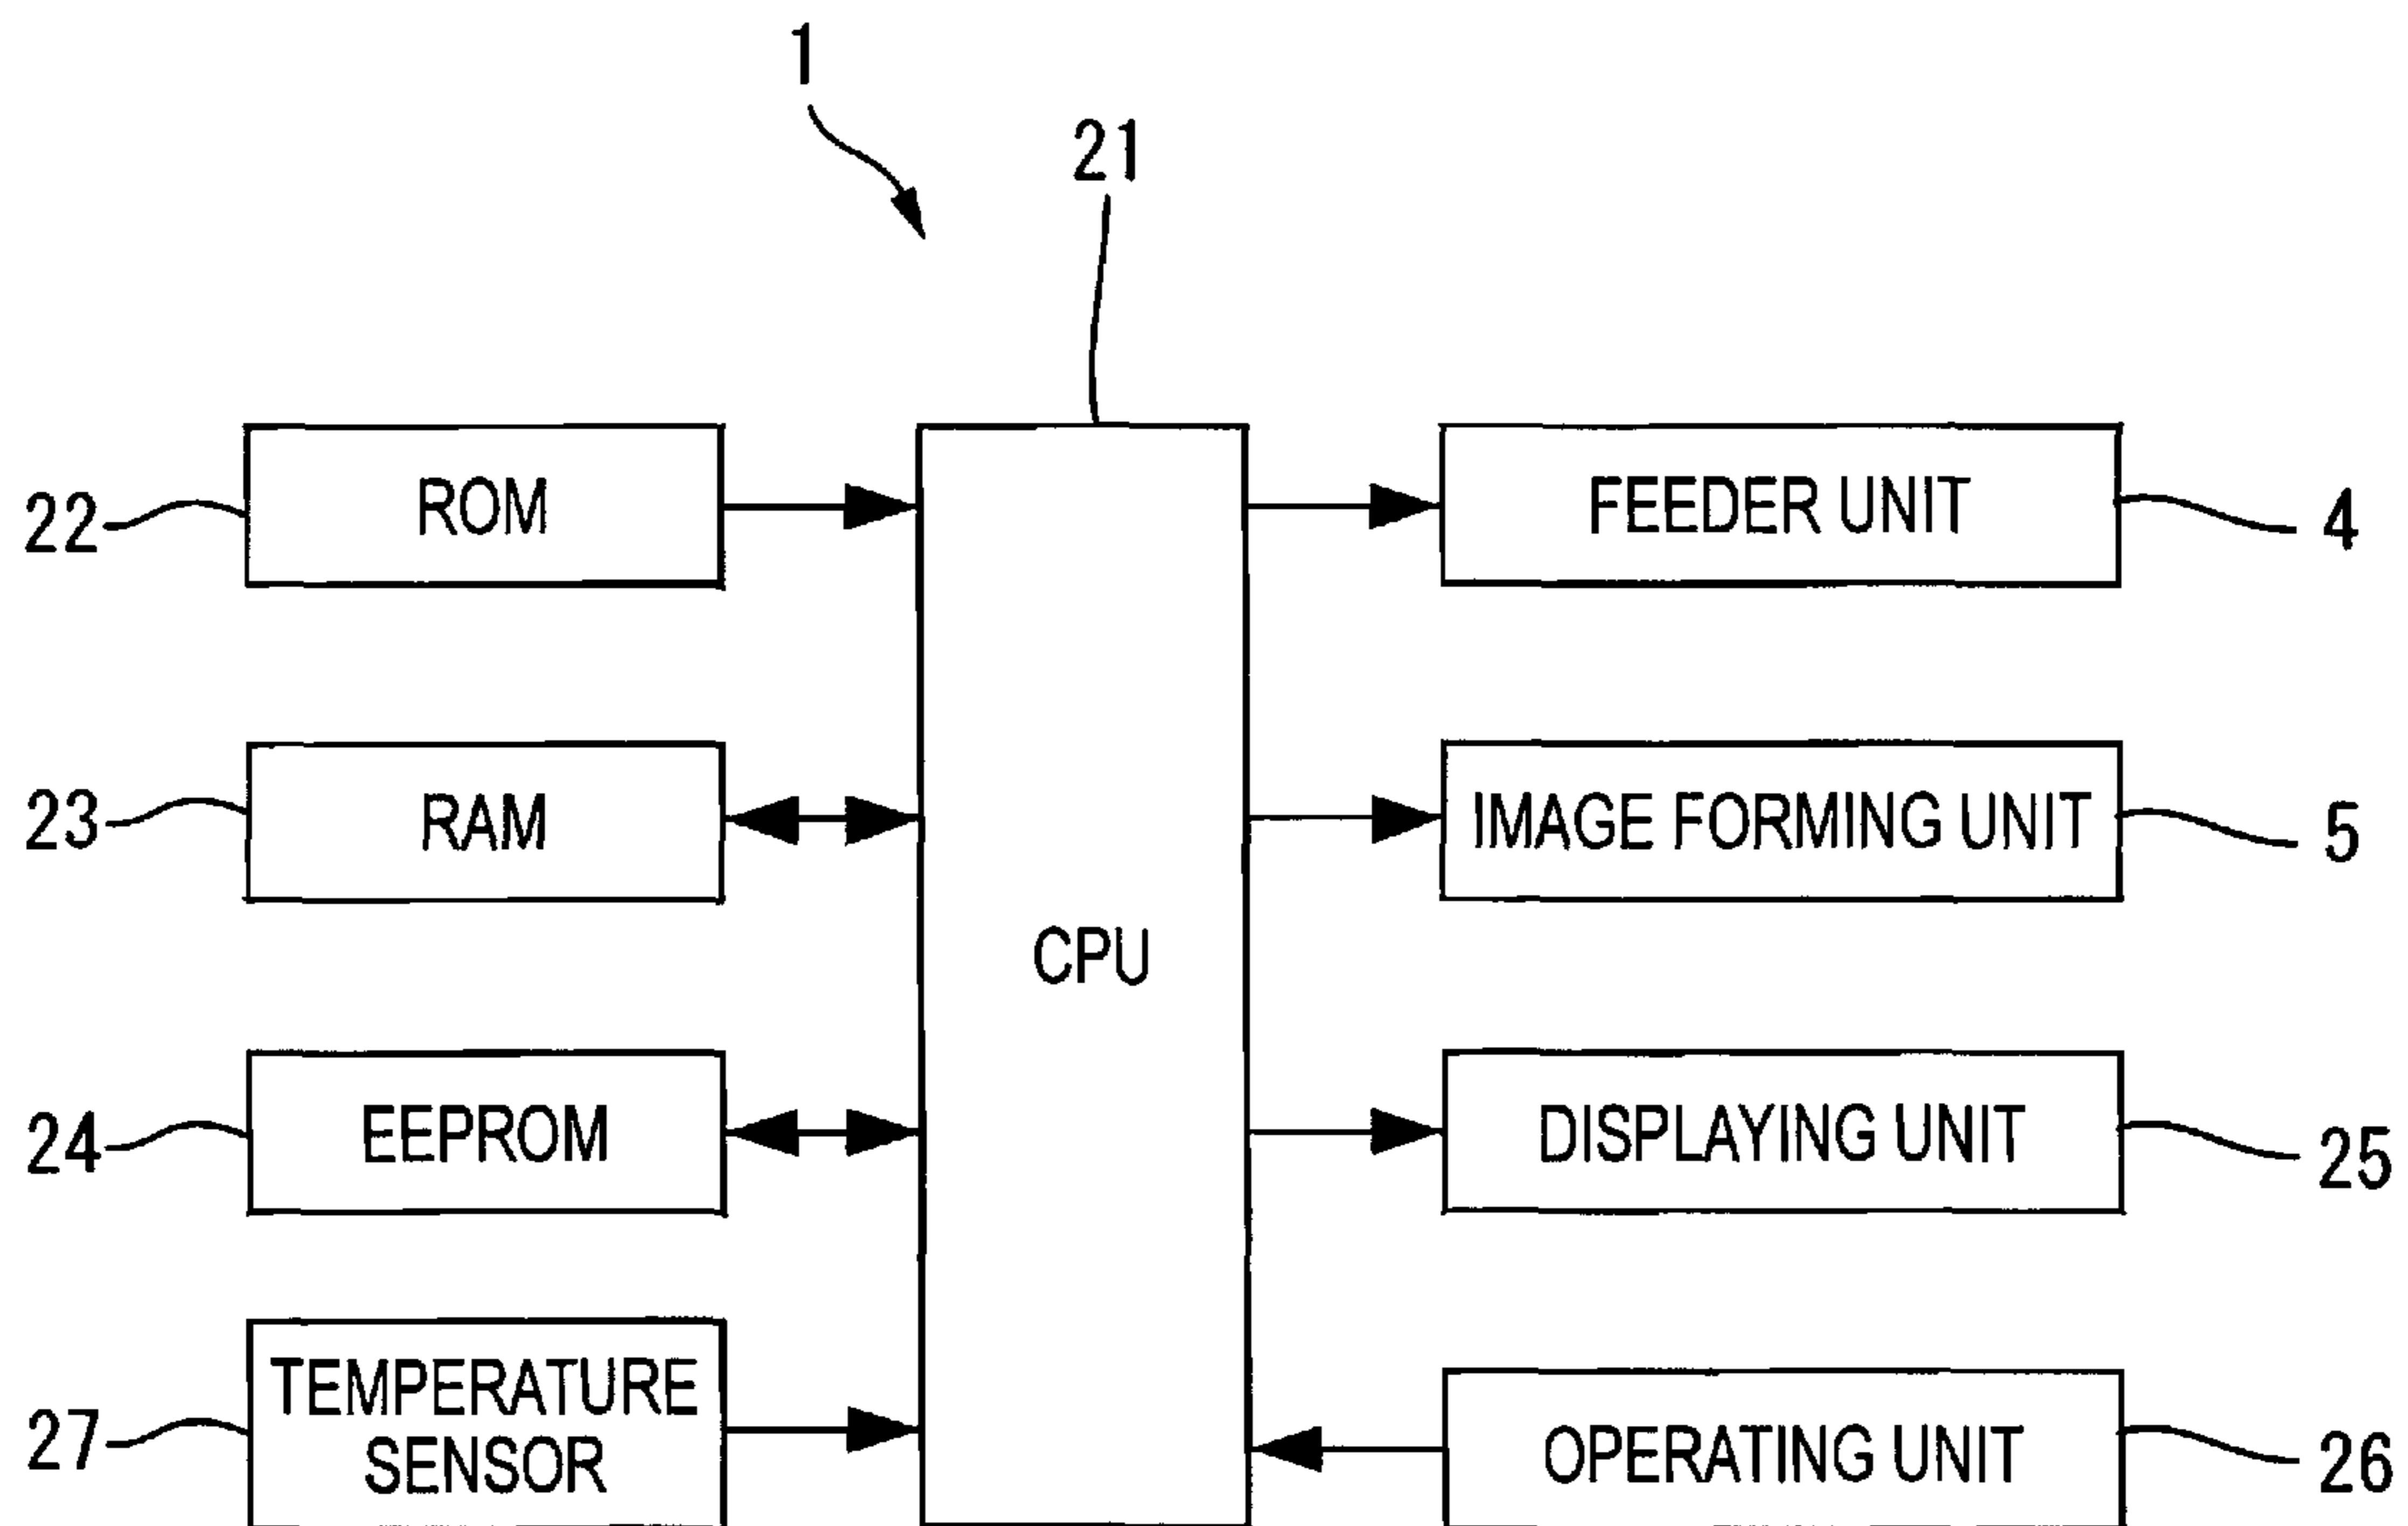 1
21
22
ROM
FEEDER UNIT
4
23
RAM
IMAGE FORMING UNIT
5
CPU
24
EEPROM
DISPLAYING UNIT
25
27
TEMPERATURE
SENSOR
OPERATING UNIT
26